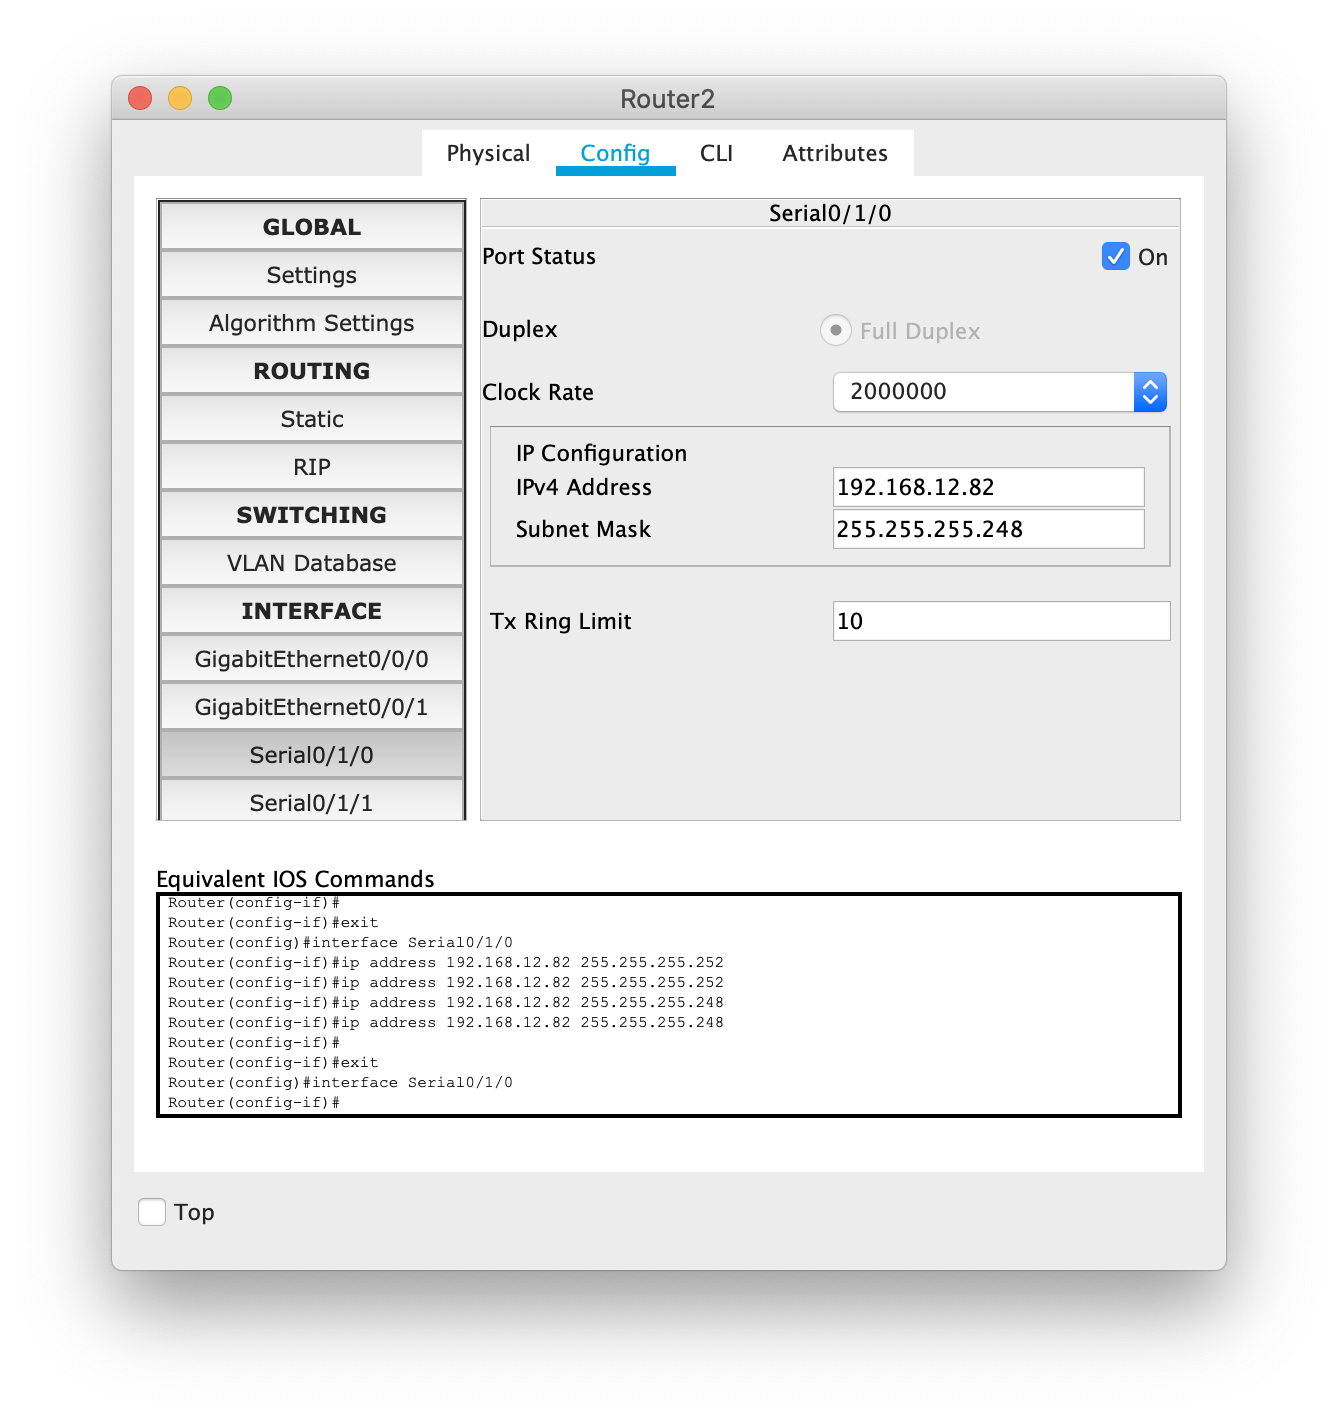 Router2
Physical Config CLI Attributes
GLOBAL
Settings
Algorithm Settings
ROUTING
Static
RIP
SWITCHING
VLAN Database
INTERFACE
GigabitEthernet0/0/0
GigabitEthernet0/0/1
Serial0/1/0
Serial0/1/1
Serial0/1/0
Port Status On
Duplex Full Duplex
Clock Rate 2000000
IP Configuration
IPv4 Address 192.168.12.82
Subnet Mask 255.255.255.248
Tx Ring Limit 10
Equivalent IOS Commands
Router(config-if)#
Router(config-if)#exit
Router(config)#interface Serial0/1/0
Router(config-if)#ip address 192.168.12.82 255.255.255.252
Router(config-if)#ip address 192.168.12.82 255.255.255.252
Router(config-if)#ip address 192.168.12.82 255.255.255.248
Router(config-if)#ip address 192.168.12.82 255.255.255.248
Router(config-if)#
Router(config-if)#exit
Router(config)#interface Serial0/1/0
Router(config-if)#
Top